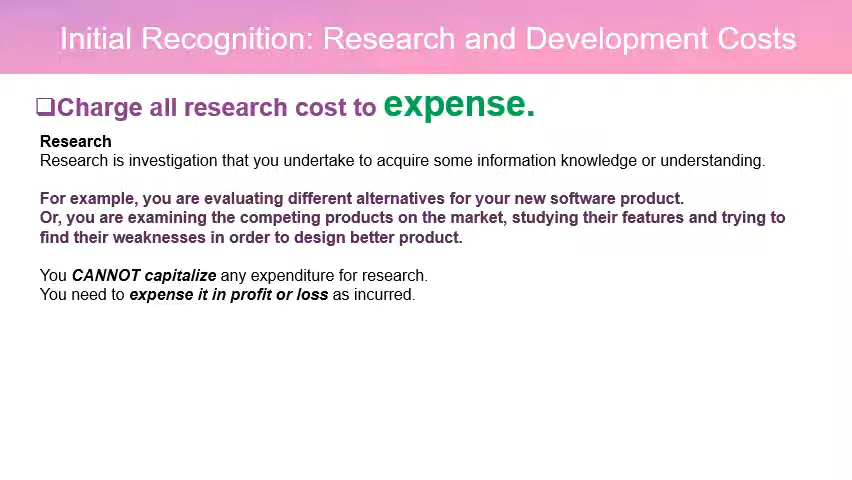 Initial Recognition: Research and Development Costs
❑Charge all research cost to expense.
Research
Research is investigation that you undertake to acquire some information knowledge or understanding.
For example, you are evaluating different alternatives for your new software product.
Or, you are examining the competing products on the market, studying their features and trying to
find their weaknesses in order to design better product.
You CANNOT capitalize any expenditure for research.
You need to expense it in profit or loss as incurred.